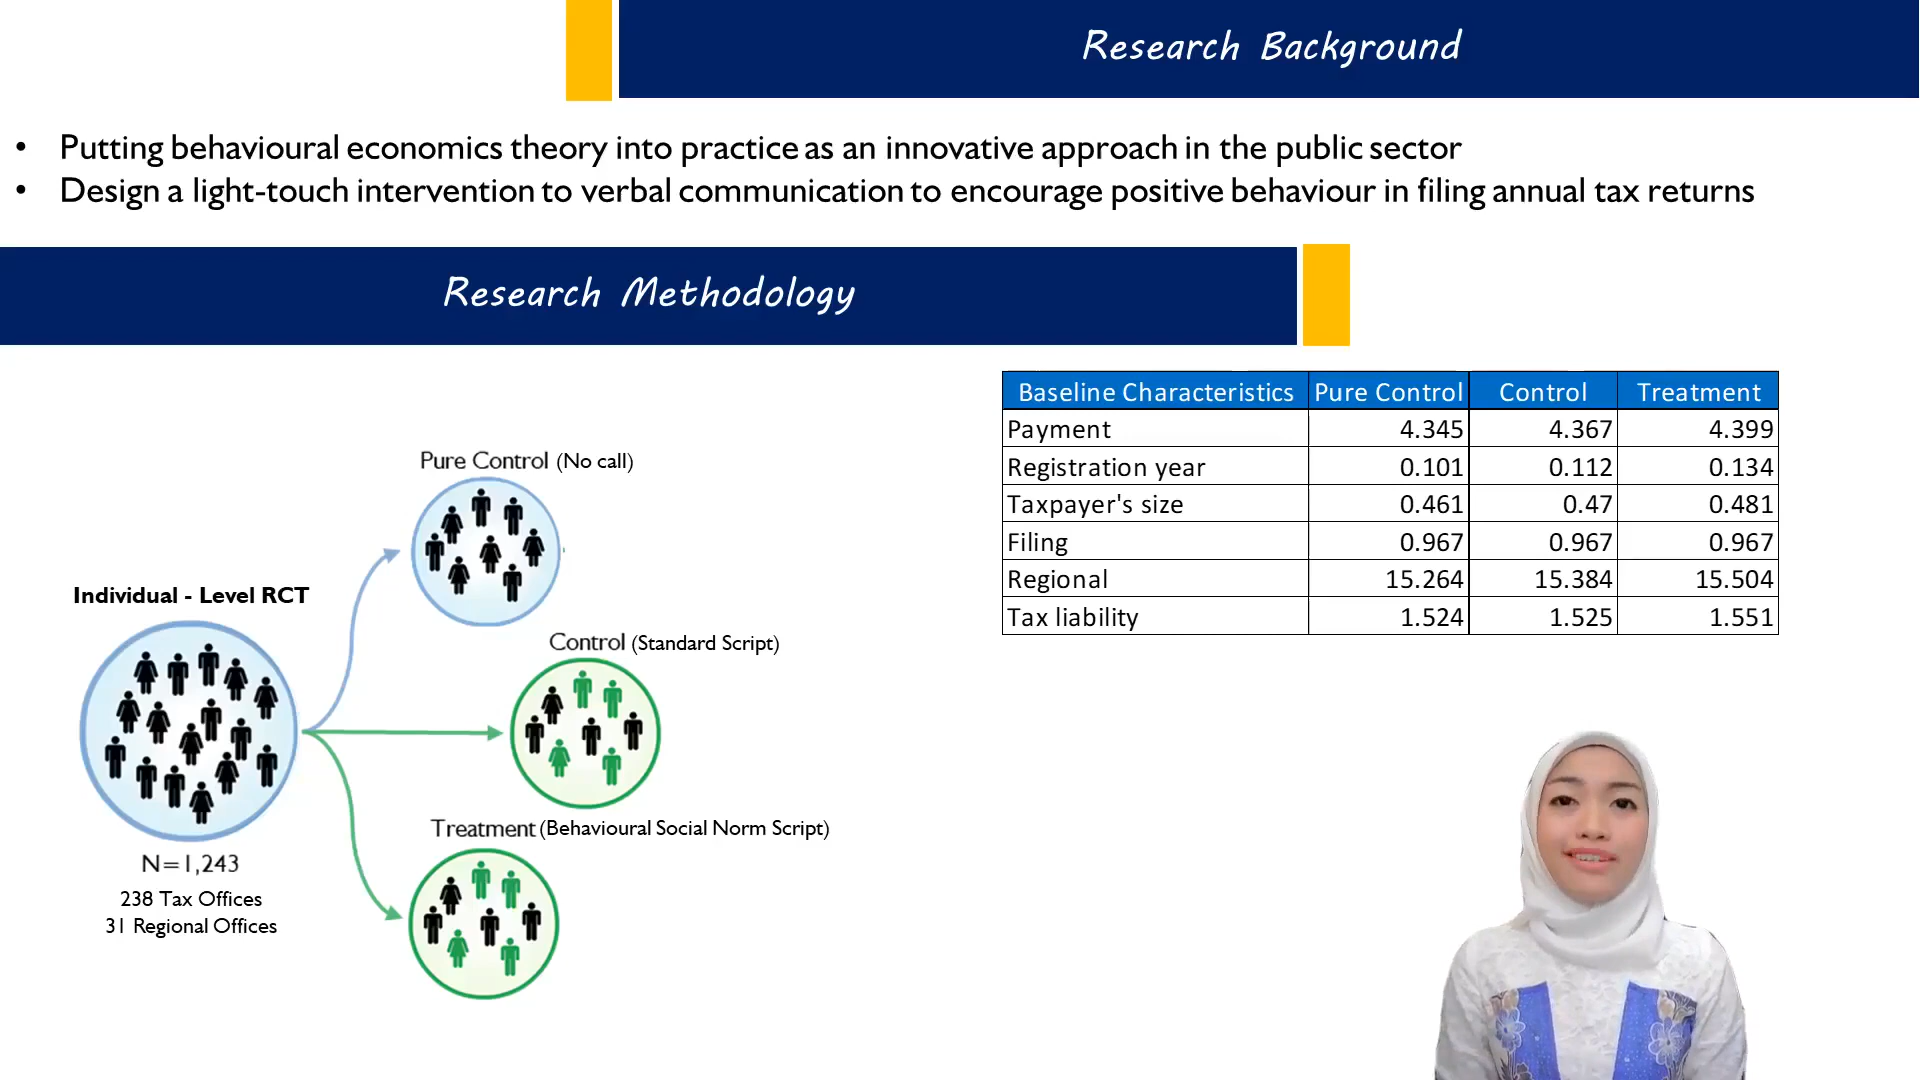 Research Background
• Putting behavioural economics theory into practice as an innovative approach in the public sector
• Design a light-touch intervention to verbal communication to encourage positive behaviour in filing annual tax returns
Research Methodology
Individual - Level RCT
N=1,243
238 Tax Offices
31 Regional Offices
Pure Control (No call)
Control (Standard Script)
Treatment (Behavioural Social Norm Script)
Baseline Characteristics Pure Control Control Treatment
Payment 4.345 4.367 4.399
Registration year 0.101 0.112 0.134
Taxpayer's size 0.461 0.47 0.481
Filing 0.967 0.967 0.967
Regional 15.264 15.384 15.504
Tax liability 1.524 1.525 1.551